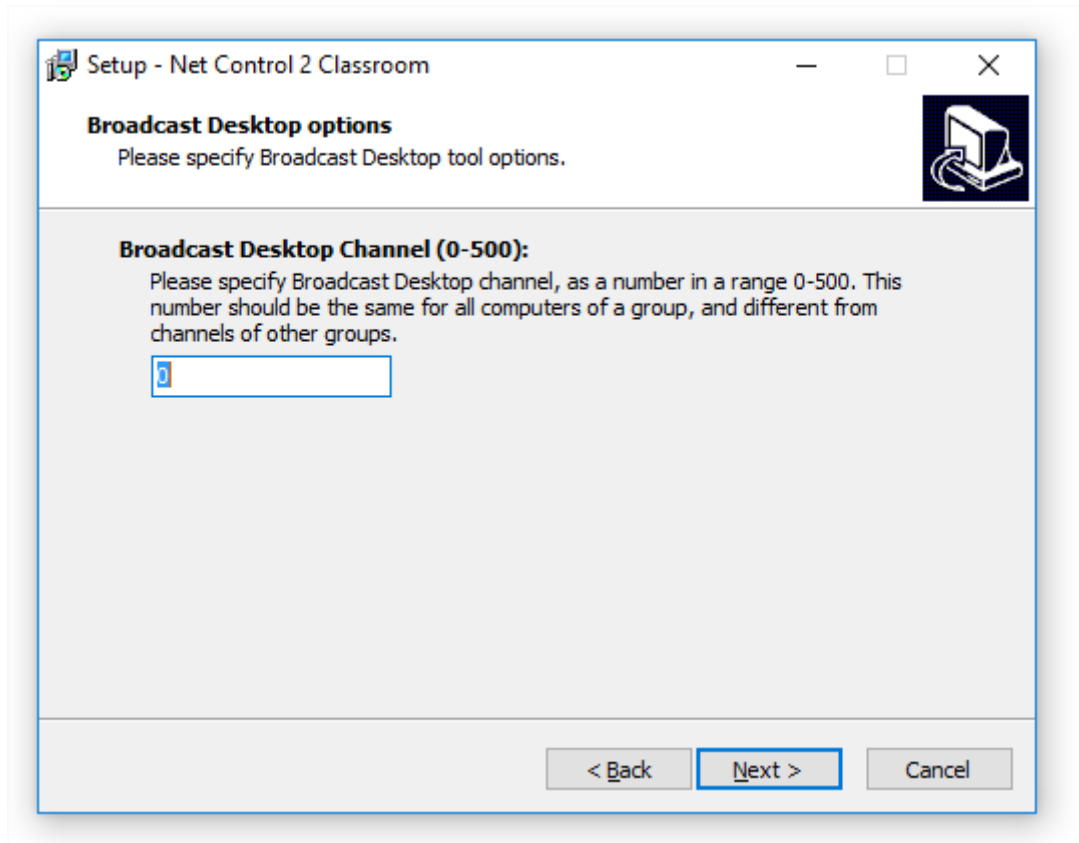 Setup - Net Control 2 Classroom
Broadcast Desktop options
Please specify Broadcast Desktop tool options.
Broadcast Desktop Channel (0-500):
Please specify Broadcast Desktop channel, as a number in a range 0-500. This
number should be the same for all computers of a group, and different from
channels of other groups.
0
< Back Next > Cancel